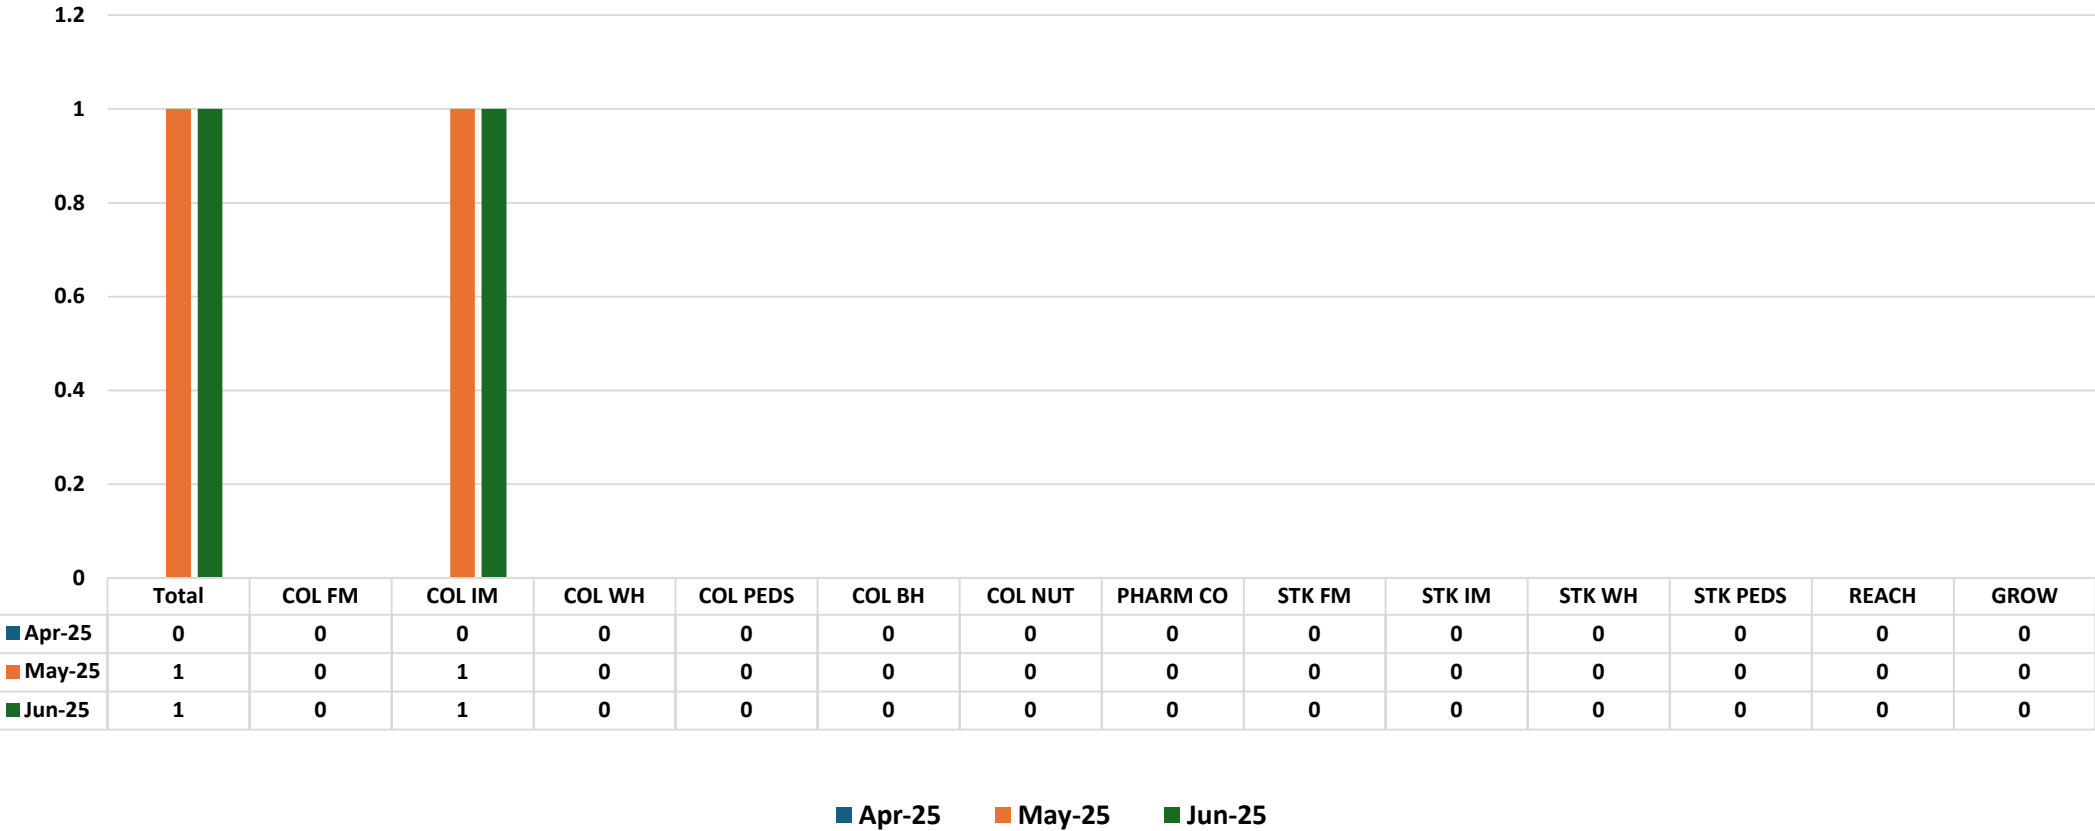 1.2
1
0.8
0.6
0.4
0.2
0
Total COL FM COL IM COL WH COL PEDS COL BH COL NUT PHARM CO STK FM STK IM STK WH STK PEDS REACH GROW
Apr-25 0 0 0 0 0 0 0 0 0 0 0 0 0 0
May-25 1 0 1 0 0 0 0 0 0 0 0 0 0 0
Jun-25 1 0 1 0 0 0 0 0 0 0 0 0 0 0
Apr-25 May-25 Jun-25